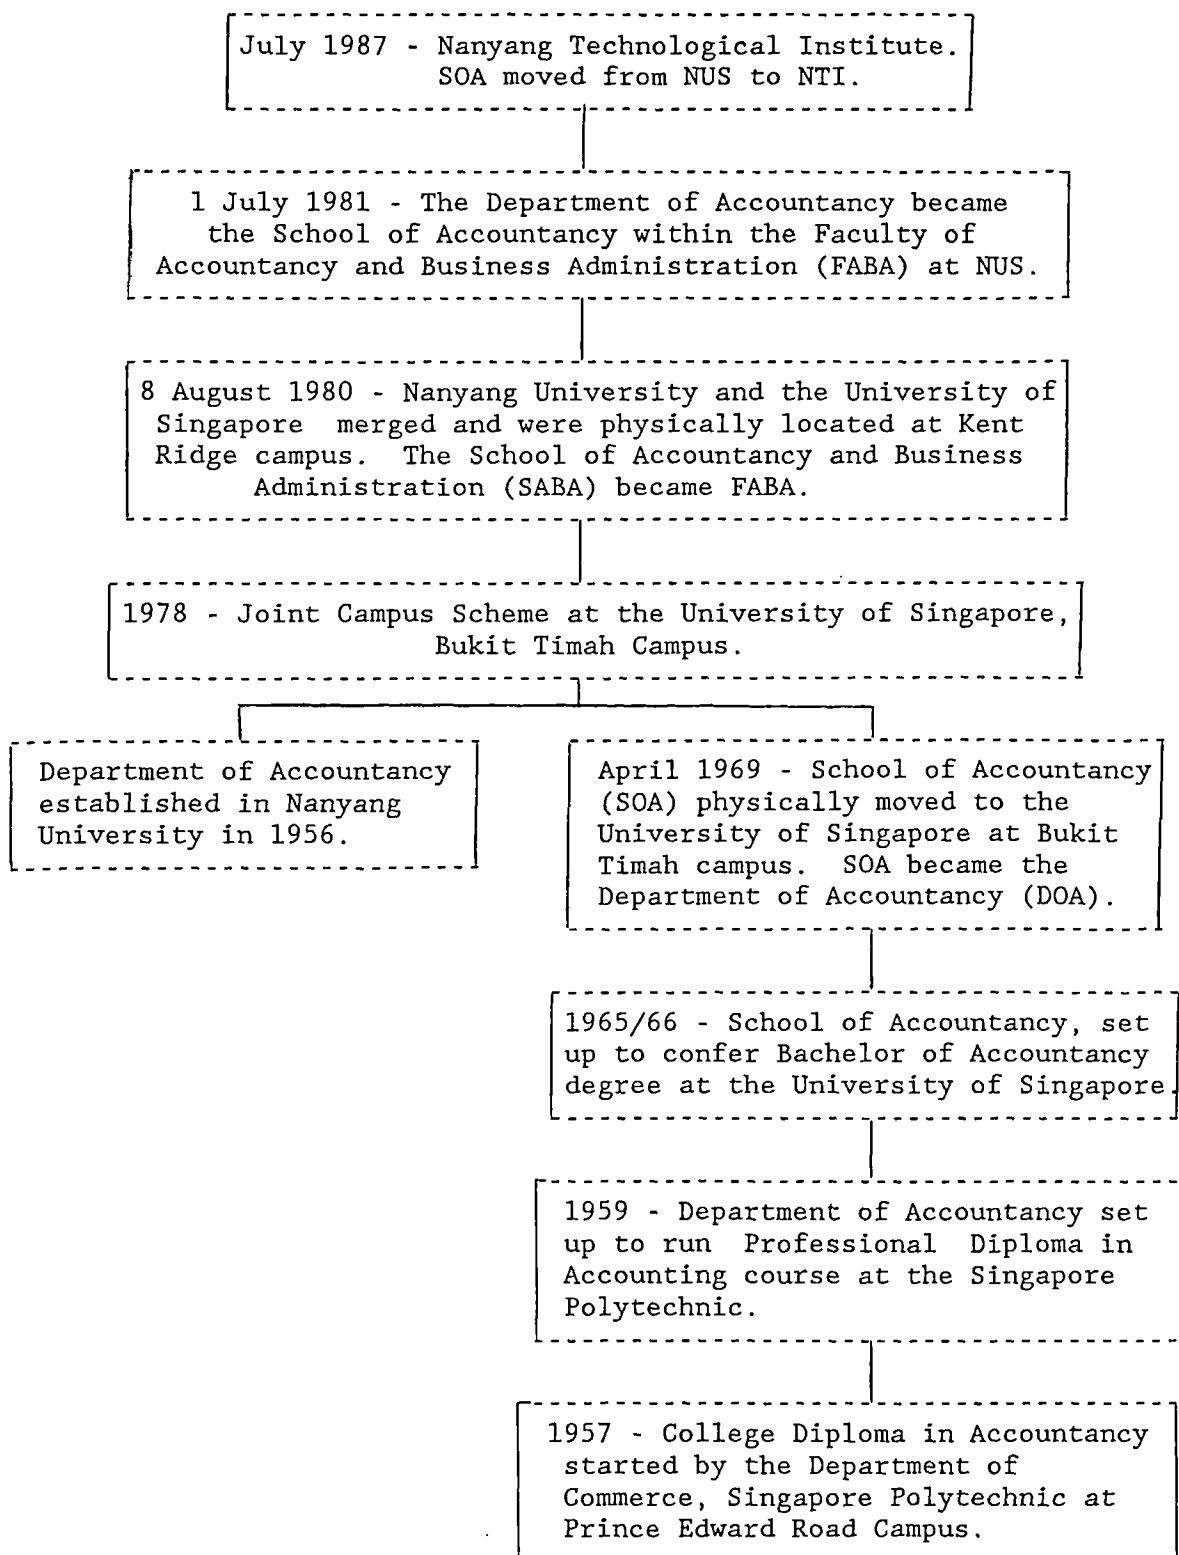 July 1987 - Nanyang Technological Institute.
SOA moved from NUS to NTI.
1 July 1981 - The Department of Accountancy became
the School of Accountancy within the Faculty of
Accountancy and Business Administration (FABA) at NUS.
8 August 1980 - Nanyang University and the University of
Singapore merged and were physically located at Kent
Ridge campus. The School of Accountancy and Business
Administration (SABA) became FABA.
1978 - Joint Campus Scheme at the University of Singapore,
Bukit Timah Campus.
Department of Accountancy
established in Nanyang
University in 1956.
April 1969 - School of Accountancy
(SOA) physically moved to the
University of Singapore at Bukit
Timah campus. SOA became the
Department of Accountancy (DOA).
1965/66 - School of Accountancy, set
up to confer Bachelor of Accountancy
degree at the University of Singapore.
1959 - Department of Accountancy set
up to run Professional Diploma in
Accounting course at the Singapore
Polytechnic.
1957 - College Diploma in Accountancy
started by the Department of
Commerce, Singapore Polytechnic at
Prince Edward Road Campus.